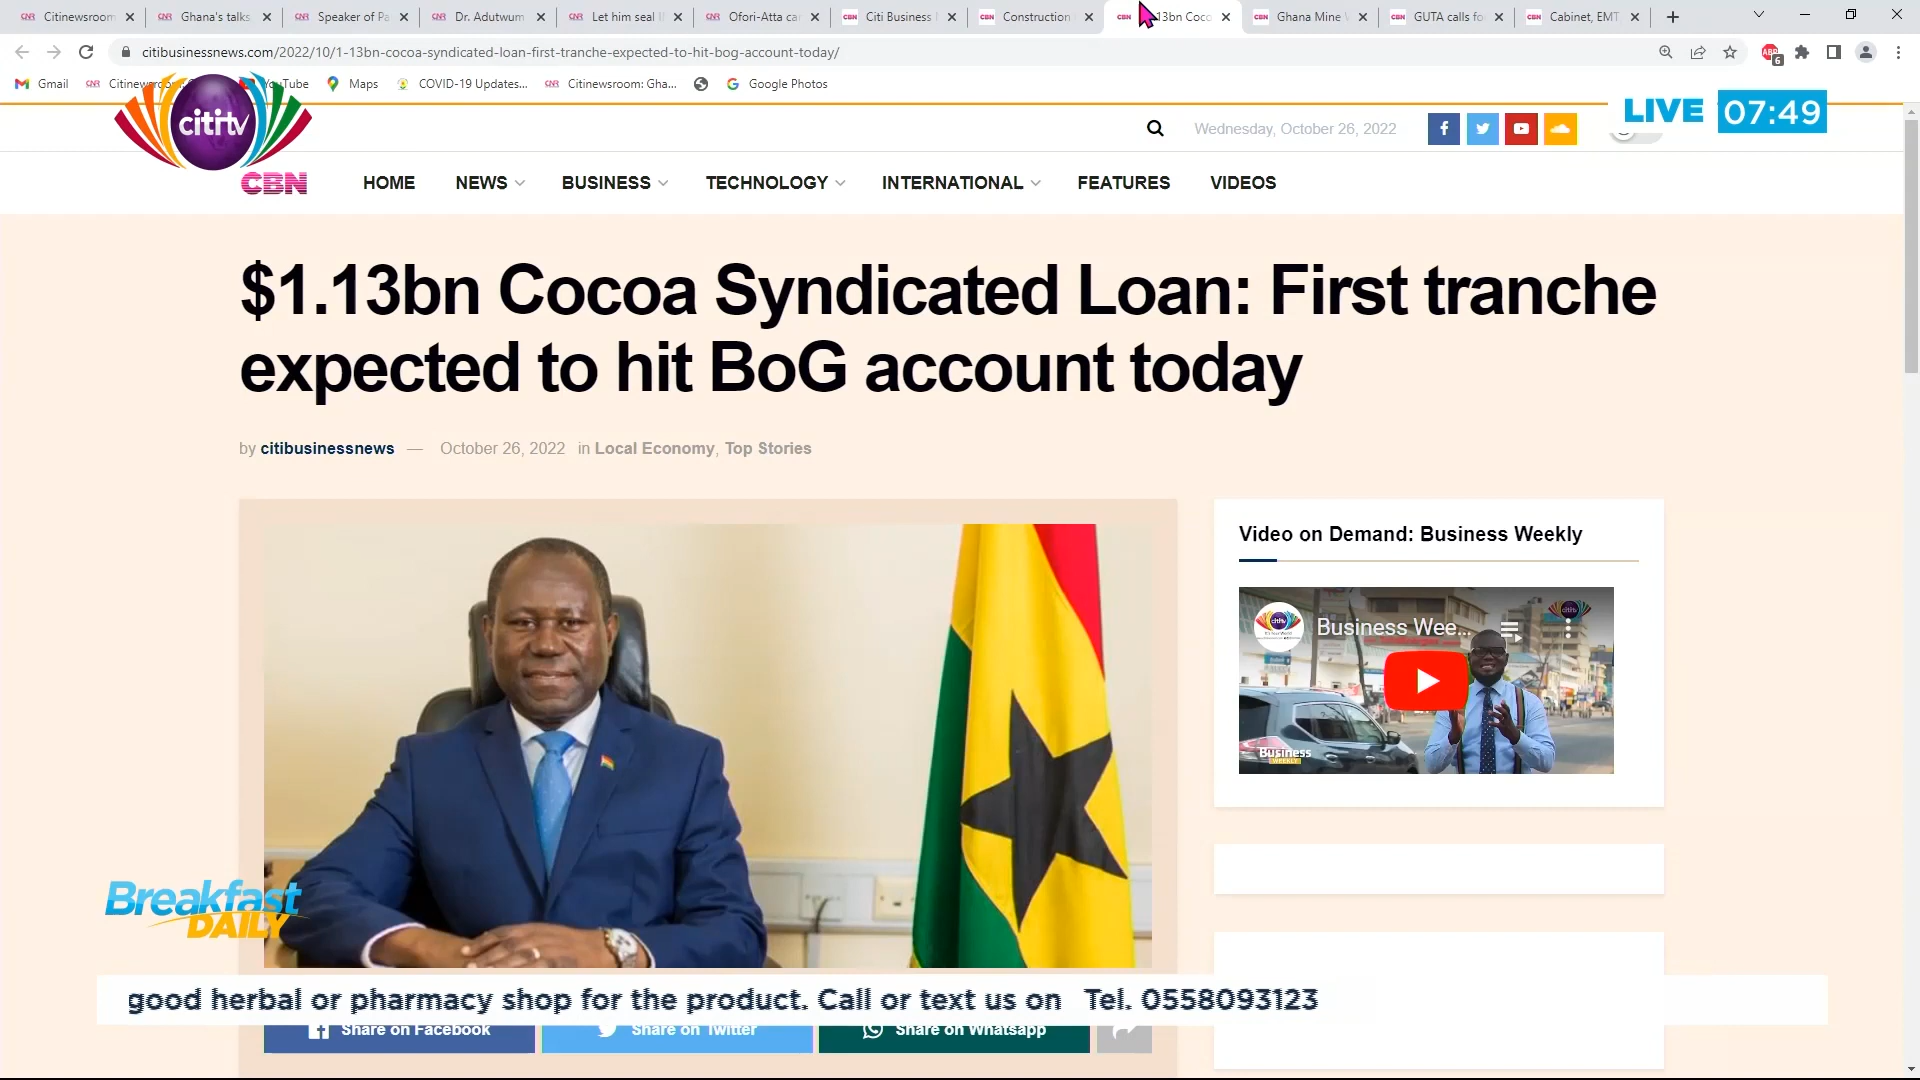 Citinewsroom
Ghana's talks
Speaker of Pa
Dr. Adutwum
Let him seal
Ofori-Atta ca
Citi Business
Construction
13bn Coco
Ghana Mine
GUTA calls fo
Cabinet, EMT
citibusinessnews.com/2022/10/1-13bn-cocoa-syndicated-loan-first-tranche-expected-to-hit-bog-account-today/
ABP
6
Gmail
YouTube
Maps
COVID-19 Updates...
Citinewsroom: Gha...
Google Photos
cititv
CBN
Wednesday, October 26, 2022
LIVE 07:49
HOME NEWS BUSINESS TECHNOLOGY INTERNATIONAL FEATURES VIDEOS
$1.13bn Cocoa Syndicated Loan: First tranche
expected to hit BoG account today
by citibusinessnews — October 26, 2022 in Local Economy, Top Stories
Video on Demand: Business Weekly
Business Wee...
Business
WEEKLY
Breakfast
DAILY
good herbal or pharmacy shop for the product. Call or text us on Tel. 0558093123
Share on Facebook
Share on Twitter
Share on Whatsapp